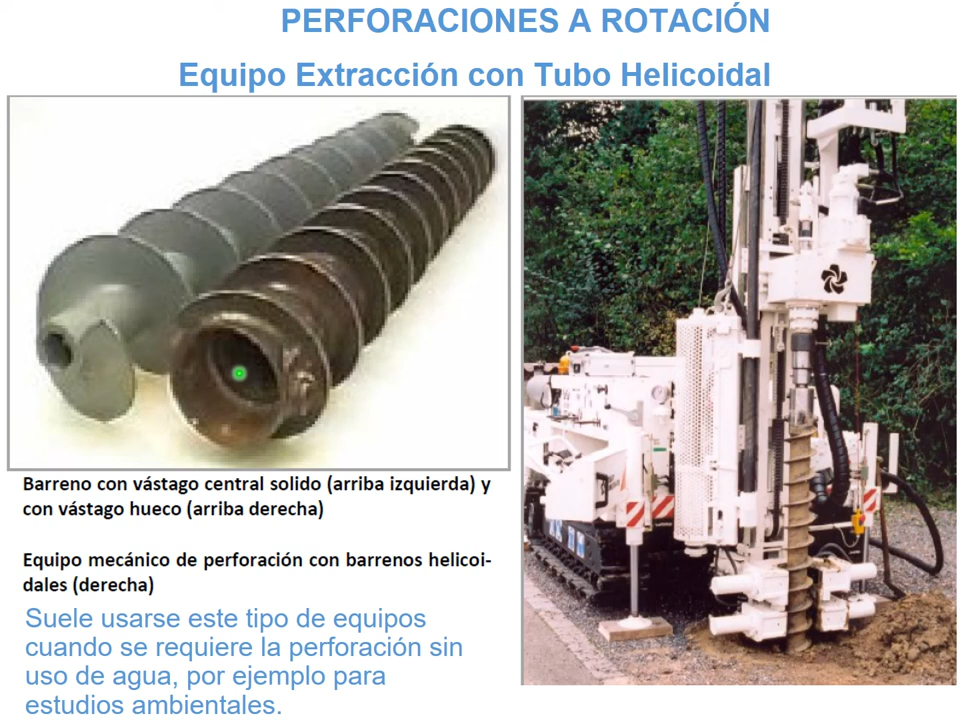 PERFORACIONES A ROTACIÓN
Equipo Extracción con Tubo Helicoidal
Barreno con vástago central solido (arriba izquierda) y
con vástago hueco (arriba derecha)
Equipo mecánico de perforación con barrenos helicoi-
dales (derecha)
Suele usarse este tipo de equipos
cuando se requiere la perforación sin
uso de agua, por ejemplo para
estudios ambientales.